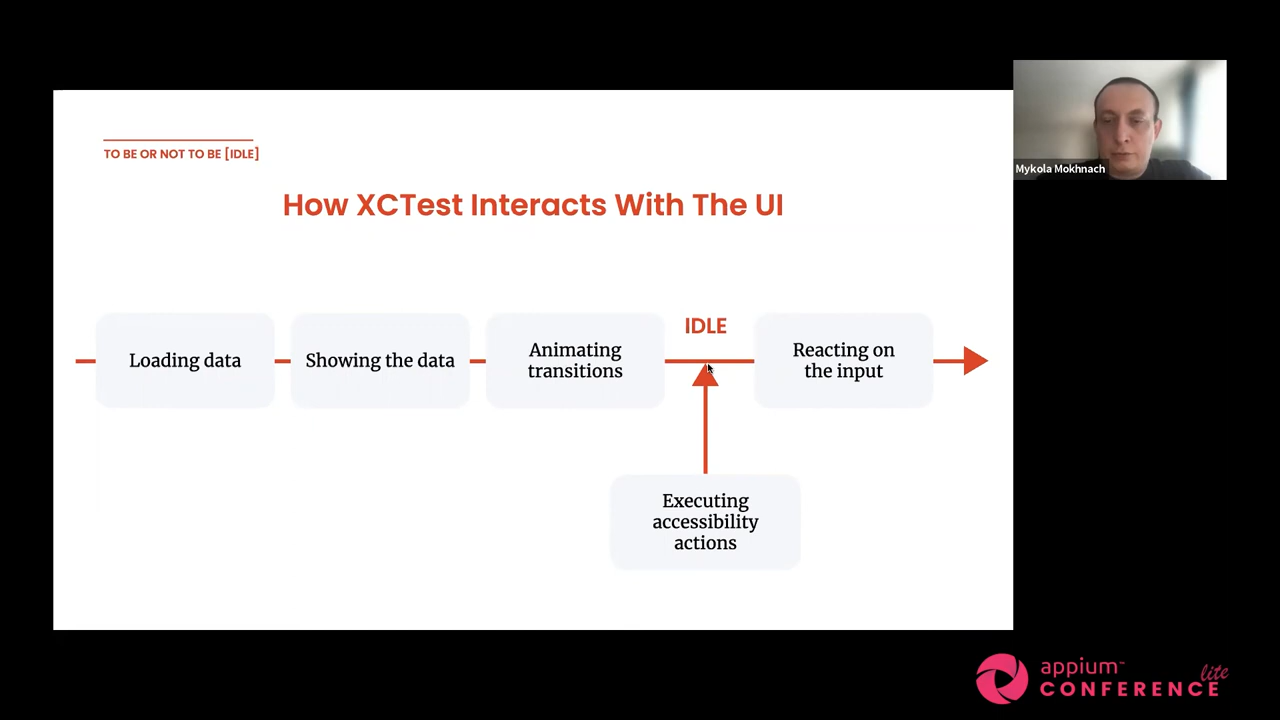 TO BE OR NOT TO BE [IDLE]
How XCTest Interacts With The UI
Loading data
Showing the data
Animating
transitions
IDLE
Reacting on
the input
Executing
accessibility
actions
Mykola Mokhnach
appium™
CONFERENCE
lite